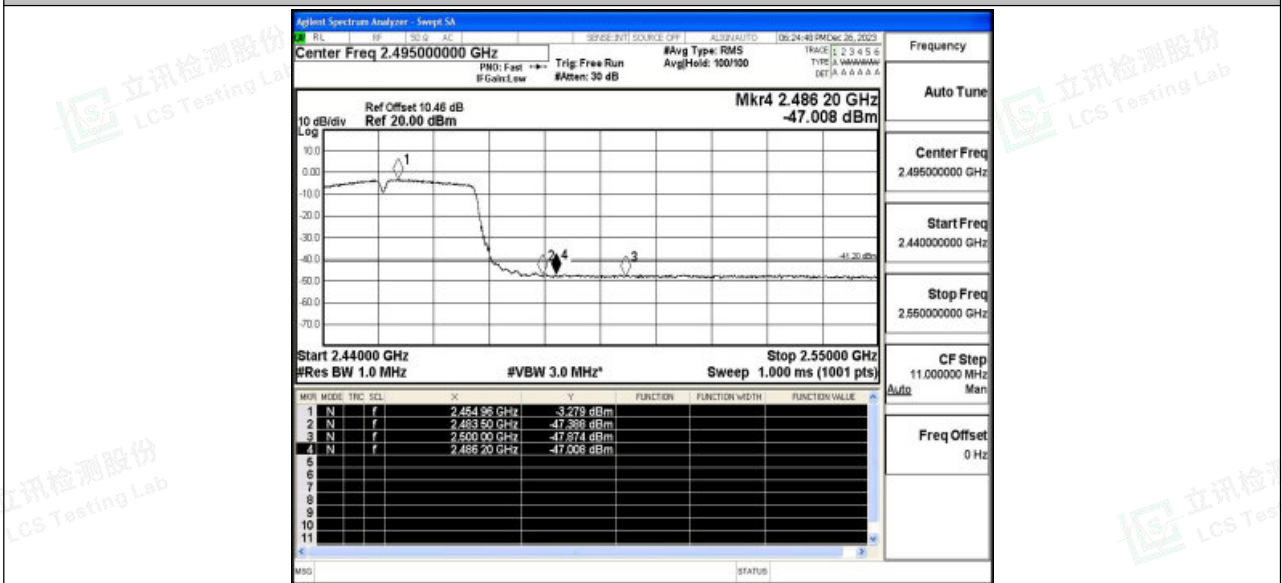 Agilent Spectrum Analyzer - Swept SA
RL RF 50 Ω AC SENSE:INT SOURCE OFF ALIGNAUTO 06:24:48 PM Dec 26, 2023
Center Freq 2.495000000 GHz
PNO: Fast
IFGain:Low
Trig: Free Run
#Atten: 30 dB
#Avg Type: RMS
Avg|Hold: 100/100
TRACE 1 2 3 4 5 6
TYPE A W W W W W
DET A A A A A A
Ref Offset 10.46 dB
Ref 20.00 dBm
10 dB/div
Log
Mkr4 2.486 20 GHz
-47.008 dBm
10.0
0.00
-10.0
-20.0
-30.0
-40.0
-50.0
-60.0
-70.0
1
2
4
3
-41.20 dBm
Start 2.44000 GHz
Stop 2.55000 GHz
#Res BW 1.0 MHz
#VBW 3.0 MHz*
Sweep 1.000 ms (1001 pts)
MKR MODE TRC SCL X Y FUNCTION FUNCTION WIDTH FUNCTION VALUE
1 N f 2.454 96 GHz -3.279 dBm
2 N f 2.483 50 GHz -47.388 dBm
3 N f 2.500 00 GHz -47.874 dBm
4 N f 2.486 20 GHz -47.008 dBm
5
6
7
8
9
10
11
MSG
STATUS
Frequency
Auto Tune
Center Freq
2.495000000 GHz
Start Freq
2.440000000 GHz
Stop Freq
2.550000000 GHz
CF Step
11.000000 MHz
Auto Man
Freq Offset
0 Hz
立讯检测股份
LCS Testing Lab
立讯检测股份
LCS Testing Lab
立讯检测股份
LCS Testing Lab
立讯检测
LCS Tes